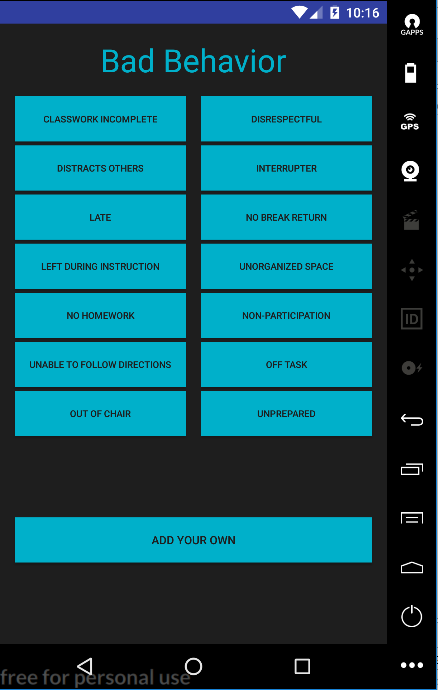 10:16
GAPPS
Bad Behavior
CLASSWORK INCOMPLETE
DISRESPECTFUL
DISTRACTS OTHERS
INTERRUPTER
GPS
LATE
NO BREAK RETURN
LEFT DURING INSTRUCTION
UNORGANIZED SPACE
NO HOMEWORK
NON-PARTICIPATION
ID
UNABLE TO FOLLOW DIRECTIONS
OFF TASK
OUT OF CHAIR
UNPREPARED
ADD YOUR OWN
free for personal use